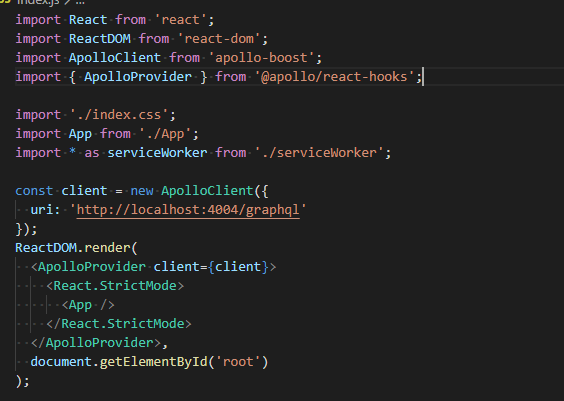 index.js / ...
import React from 'react';
import ReactDOM from 'react-dom';
import ApolloClient from 'apollo-boost';
import { ApolloProvider } from '@apollo/react-hooks';
import './index.css';
import App from './App';
import * as serviceWorker from './serviceWorker';
const client = new ApolloClient({
  uri: 'http://localhost:4004/graphql'
});
ReactDOM.render(
  <ApolloProvider client={client}>
    <React.StrictMode>
      <App />
    </React.StrictMode>
  </ApolloProvider>,
  document.getElementById('root')
);